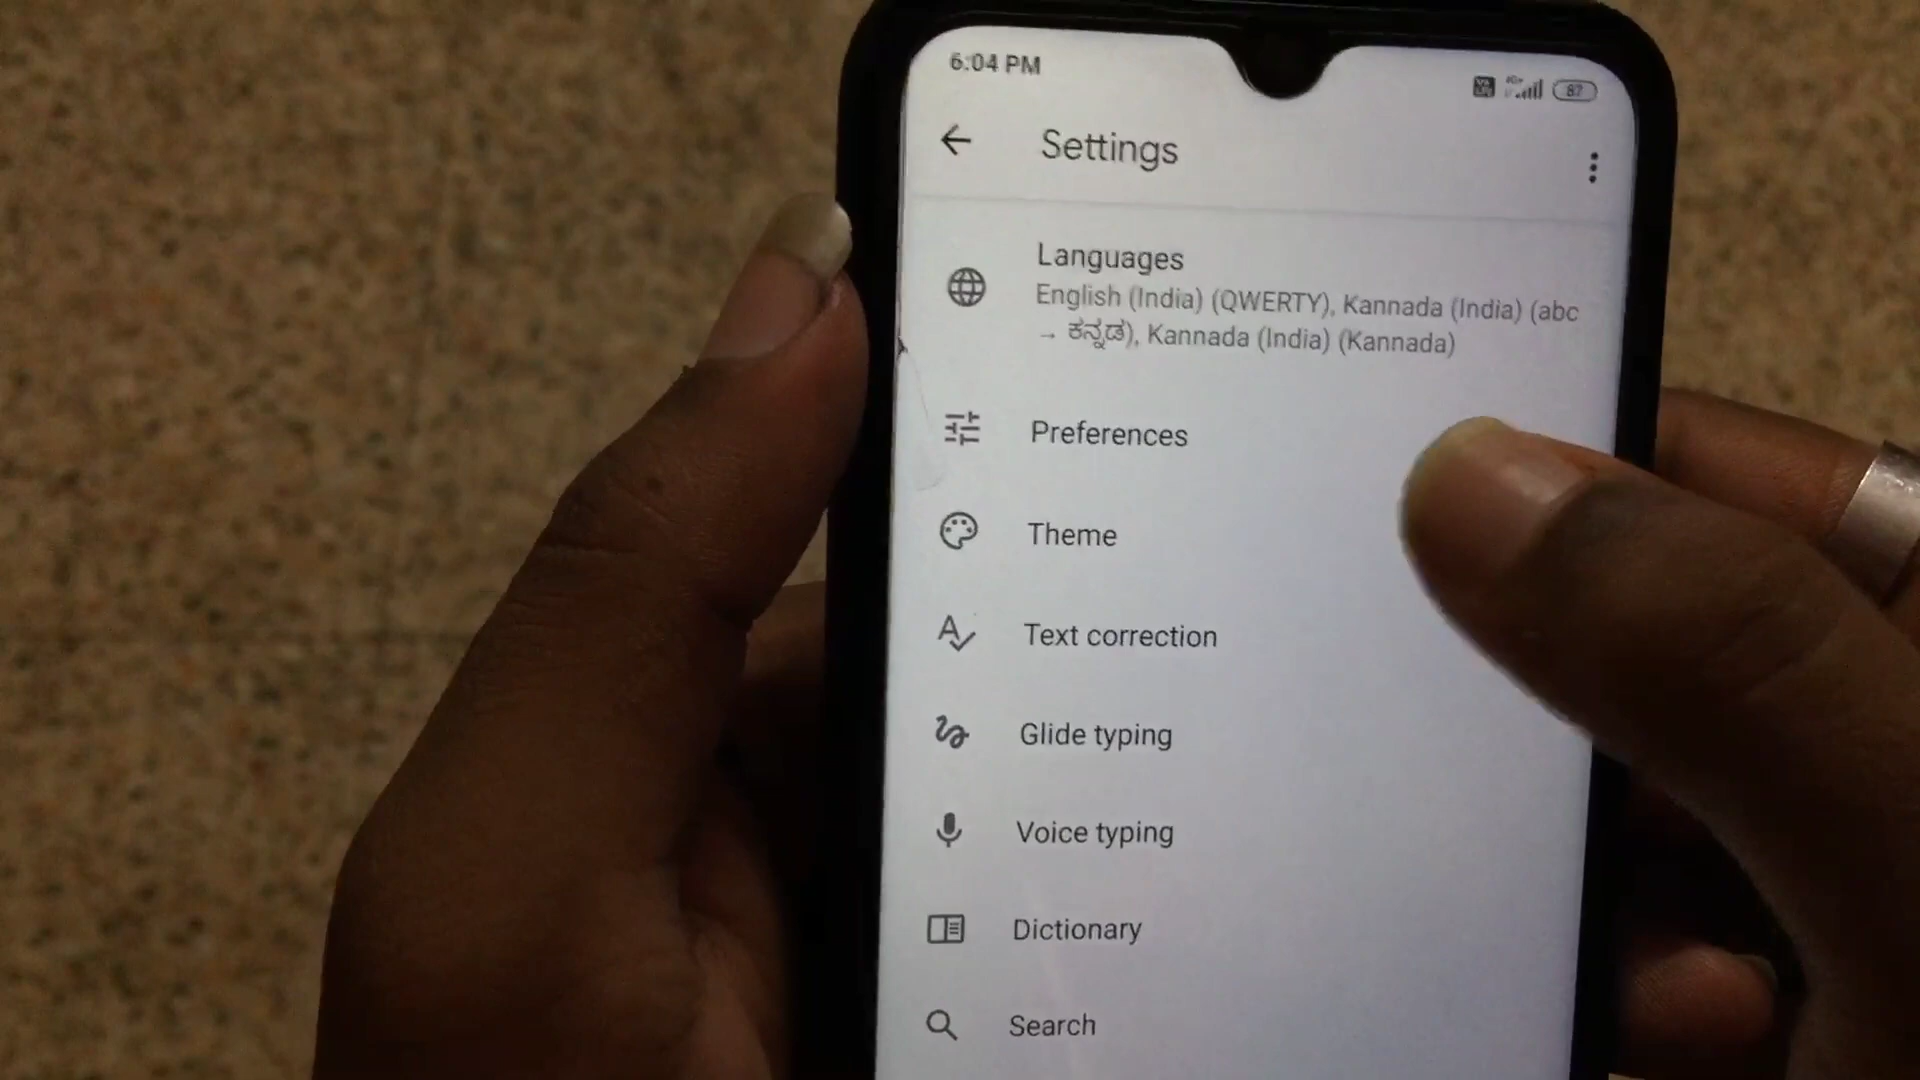 6:04 PM
87
Settings
Languages
English (India) (QWERTY), Kannada (India) (abc
→ ಕನ್ನಡ), Kannada (India) (Kannada)
Preferences
Theme
Text correction
Glide typing
Voice typing
Dictionary
Search